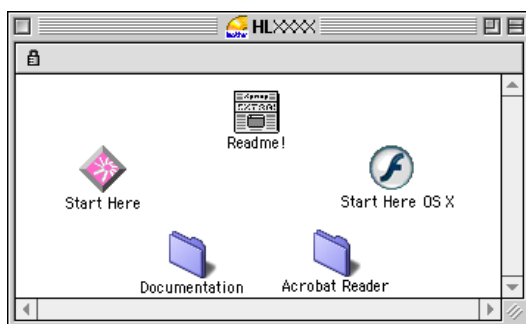 HLXXXX
Readme!
Start Here
Start Here OS X
Documentation
Acrobat Reader